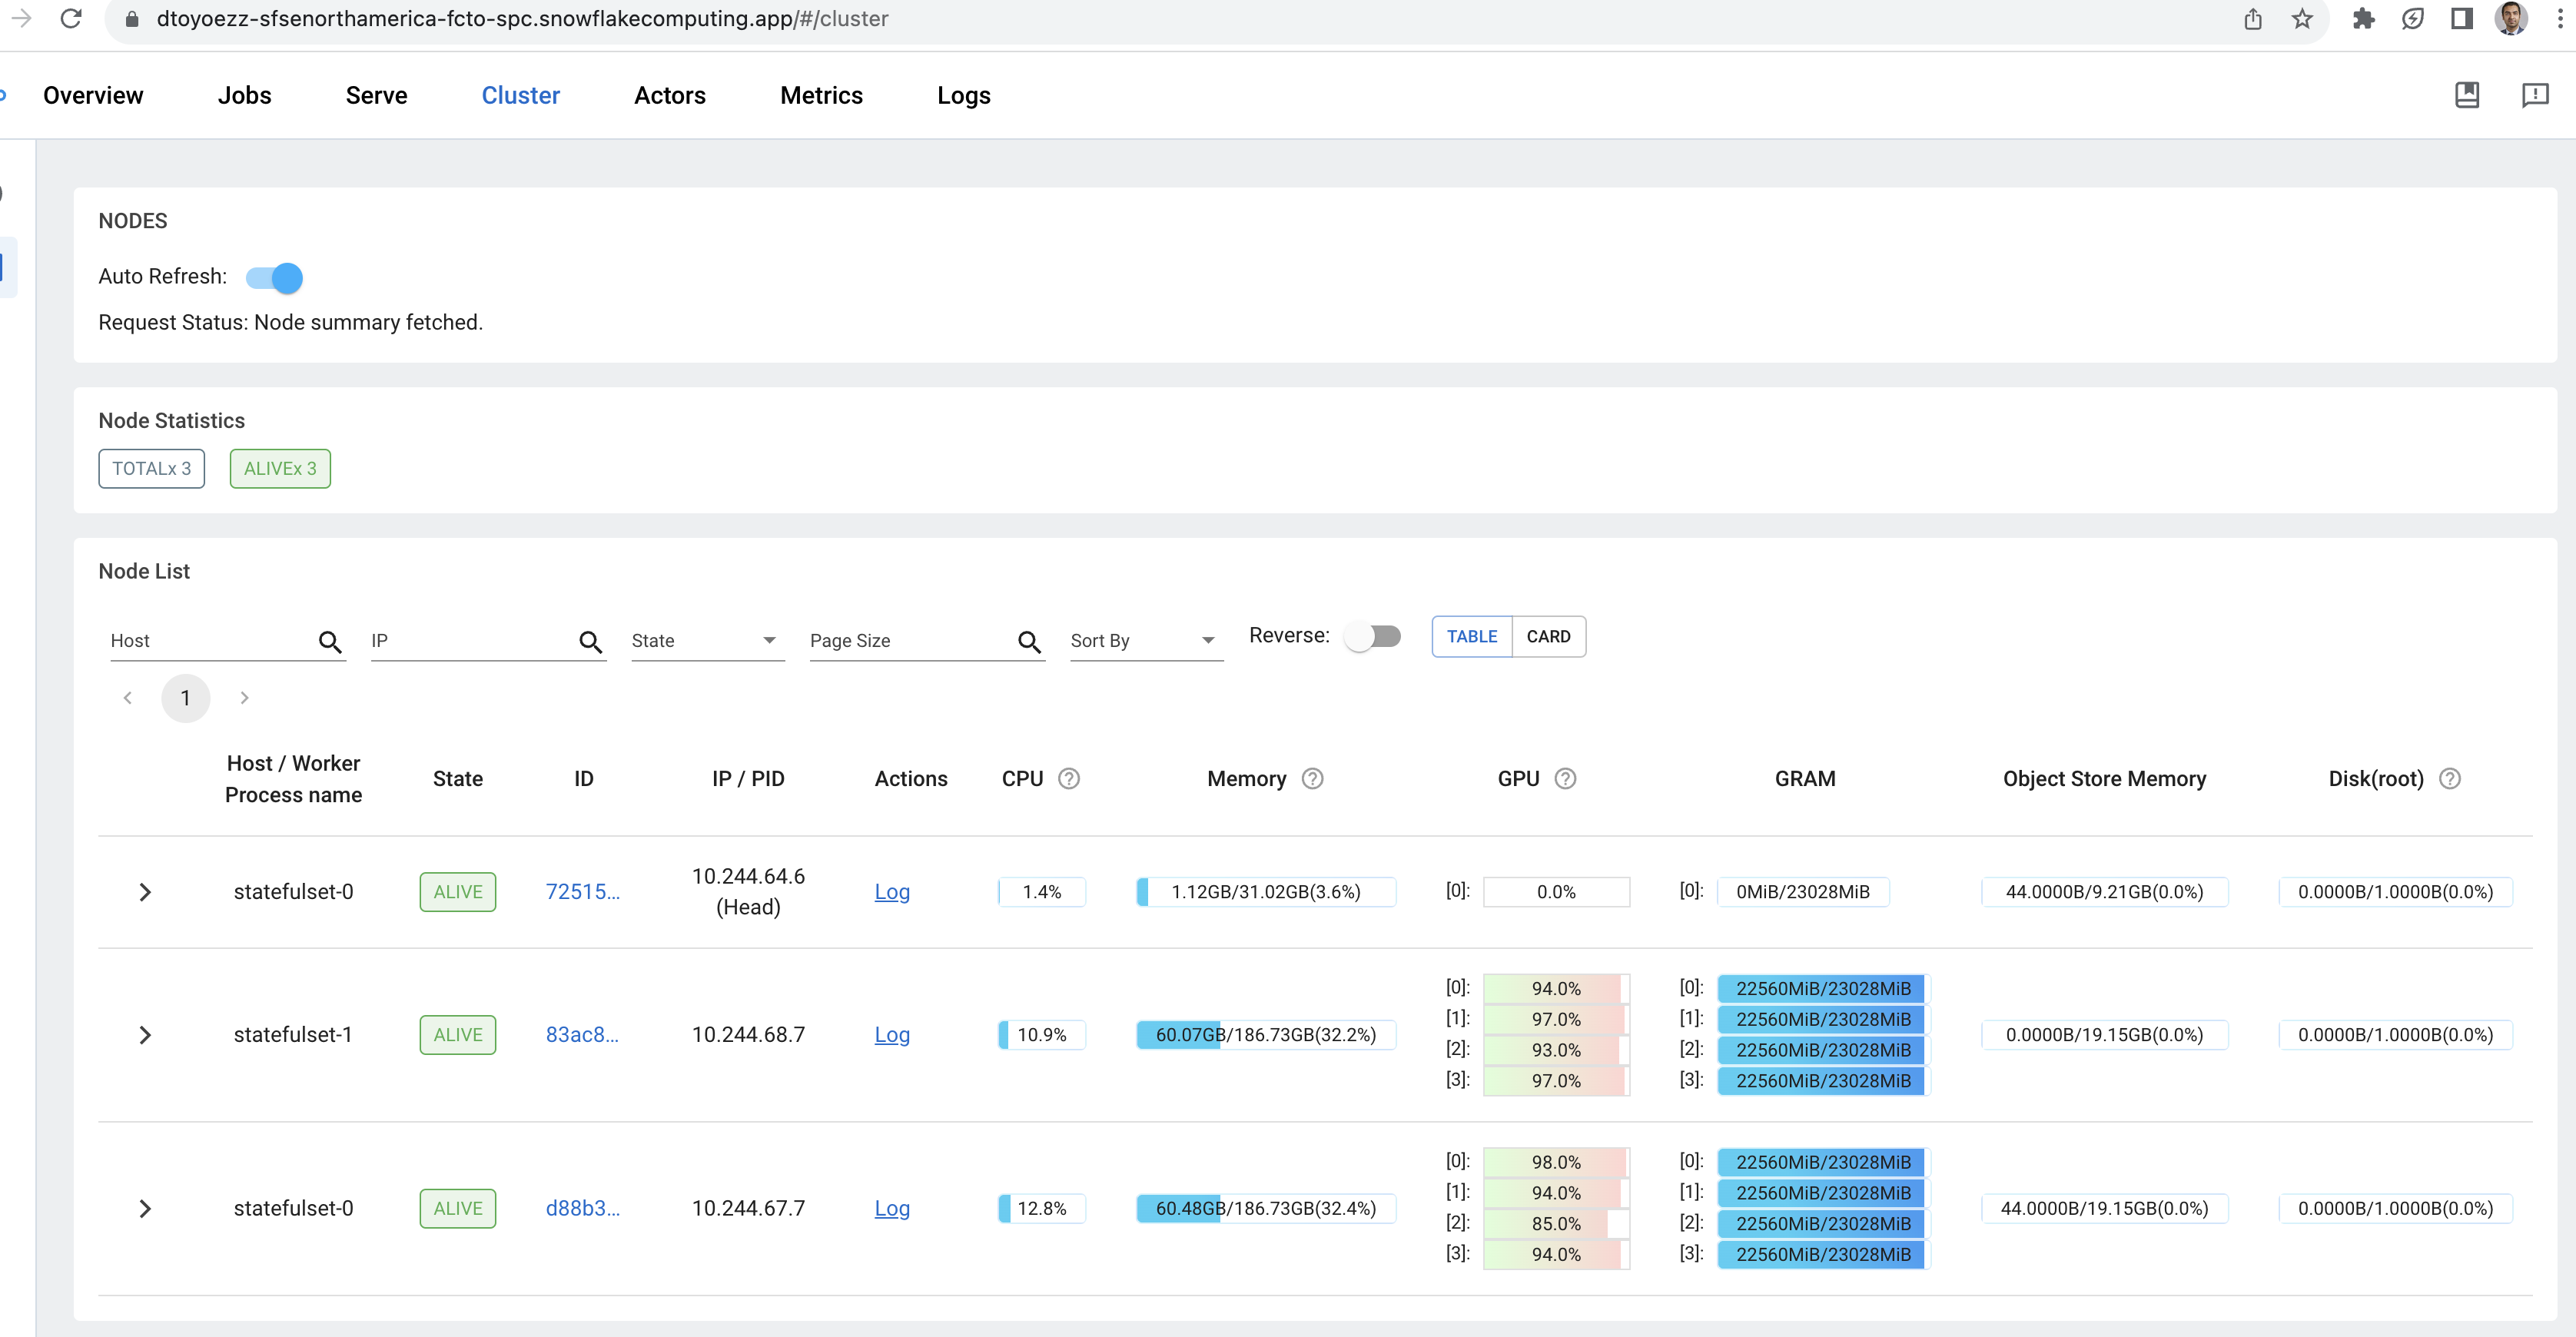 dtoyoezz-sfsenorthamerica-fcto-spc.snowflakecomputing.app/#/cluster
Overview Jobs Serve Cluster Actors Metrics Logs
NODES
Auto Refresh:
Request Status: Node summary fetched.
Node Statistics
TOTALx 3 ALIVEx 3
Node List
Host IP State Page Size Sort By Reverse: TABLE CARD
1
Host / Worker Process name State ID IP / PID Actions CPU Memory GPU GRAM Object Store Memory Disk(root)
statefulset-0 ALIVE 72515... 10.244.64.6 (Head) Log 1.4% 1.12GB/31.02GB(3.6%) [0]: 0.0% [0]: 0MiB/23028MiB 44.0000B/9.21GB(0.0%) 0.0000B/1.0000B(0.0%)
[0]: 94.0% [0]: 22560MiB/23028MiB
[1]: 97.0% [1]: 22560MiB/23028MiB
statefulset-1 ALIVE 83ac8... 10.244.68.7 Log 10.9% 60.07GB/186.73GB(32.2%) 0.0000B/19.15GB(0.0%) 0.0000B/1.0000B(0.0%)
[2]: 93.0% [2]: 22560MiB/23028MiB
[3]: 97.0% [3]: 22560MiB/23028MiB
[0]: 98.0% [0]: 22560MiB/23028MiB
[1]: 94.0% [1]: 22560MiB/23028MiB
statefulset-0 ALIVE d88b3... 10.244.67.7 Log 12.8% 60.48GB/186.73GB(32.4%) 44.0000B/19.15GB(0.0%) 0.0000B/1.0000B(0.0%)
[2]: 85.0% [2]: 22560MiB/23028MiB
[3]: 94.0% [3]: 22560MiB/23028MiB